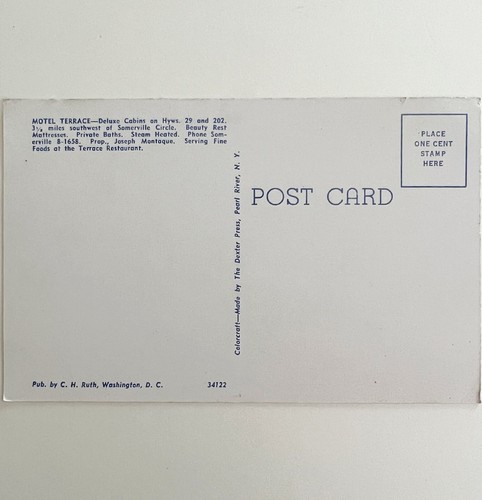 MOTEL TERRACE—Deluxe Cabins on Hyws. 29 and 202.
3½ miles southwest of Somerville Circle. Beauty Rest
Mattresses. Private Baths. Steam Heated. Phone Som-
erville 8-1658. Prop., Joseph Montaque. Serving Fine
Foods at the Terrace Restaurant.
Colorcraft—Made by The Dexter Press, Pearl River, N. Y.
POST CARD
PLACE
ONE CENT
STAMP
HERE
Pub. by C. H. Ruth, Washington, D. C. 34122